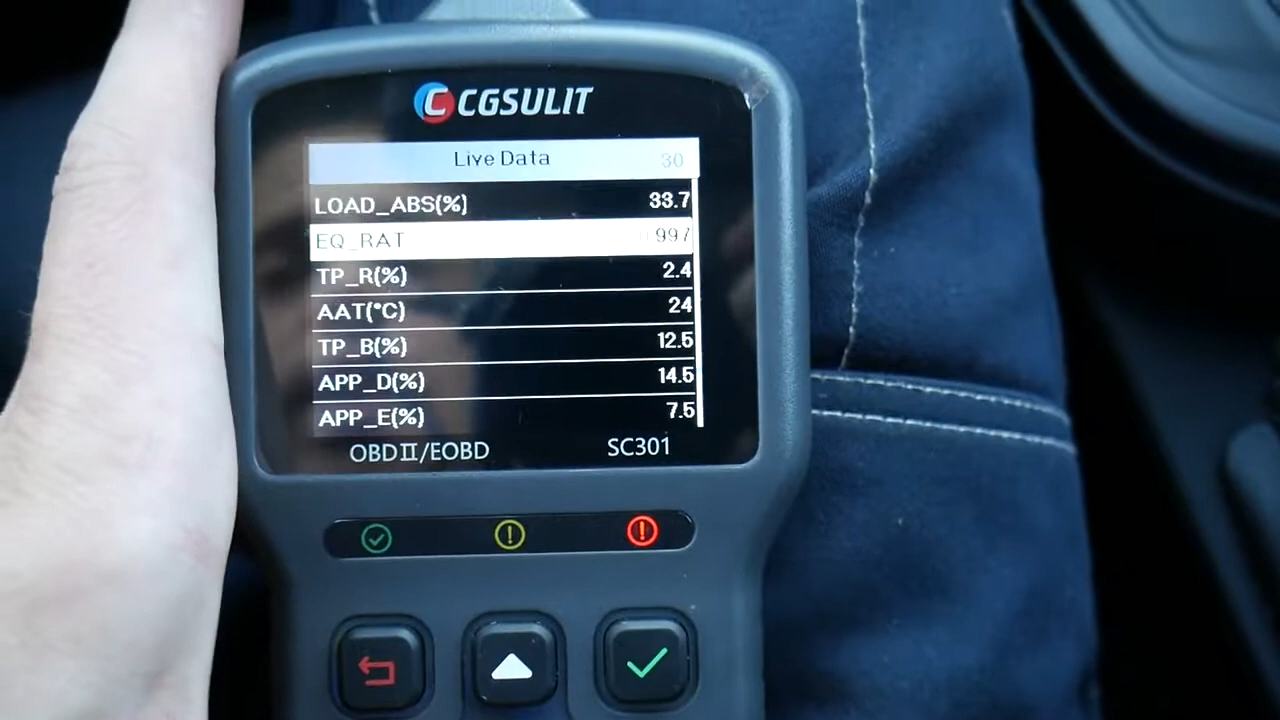 CGSULIT
Live Data 30
LOAD_ABS(%) 33.7
EQ_RAT
TP_R(%) 2.4
AAT(°C) 24
TP_B(%) 12.5
APP_D(%) 14.5
APP_E(%) 7.5
OBDII/EOBD SC301